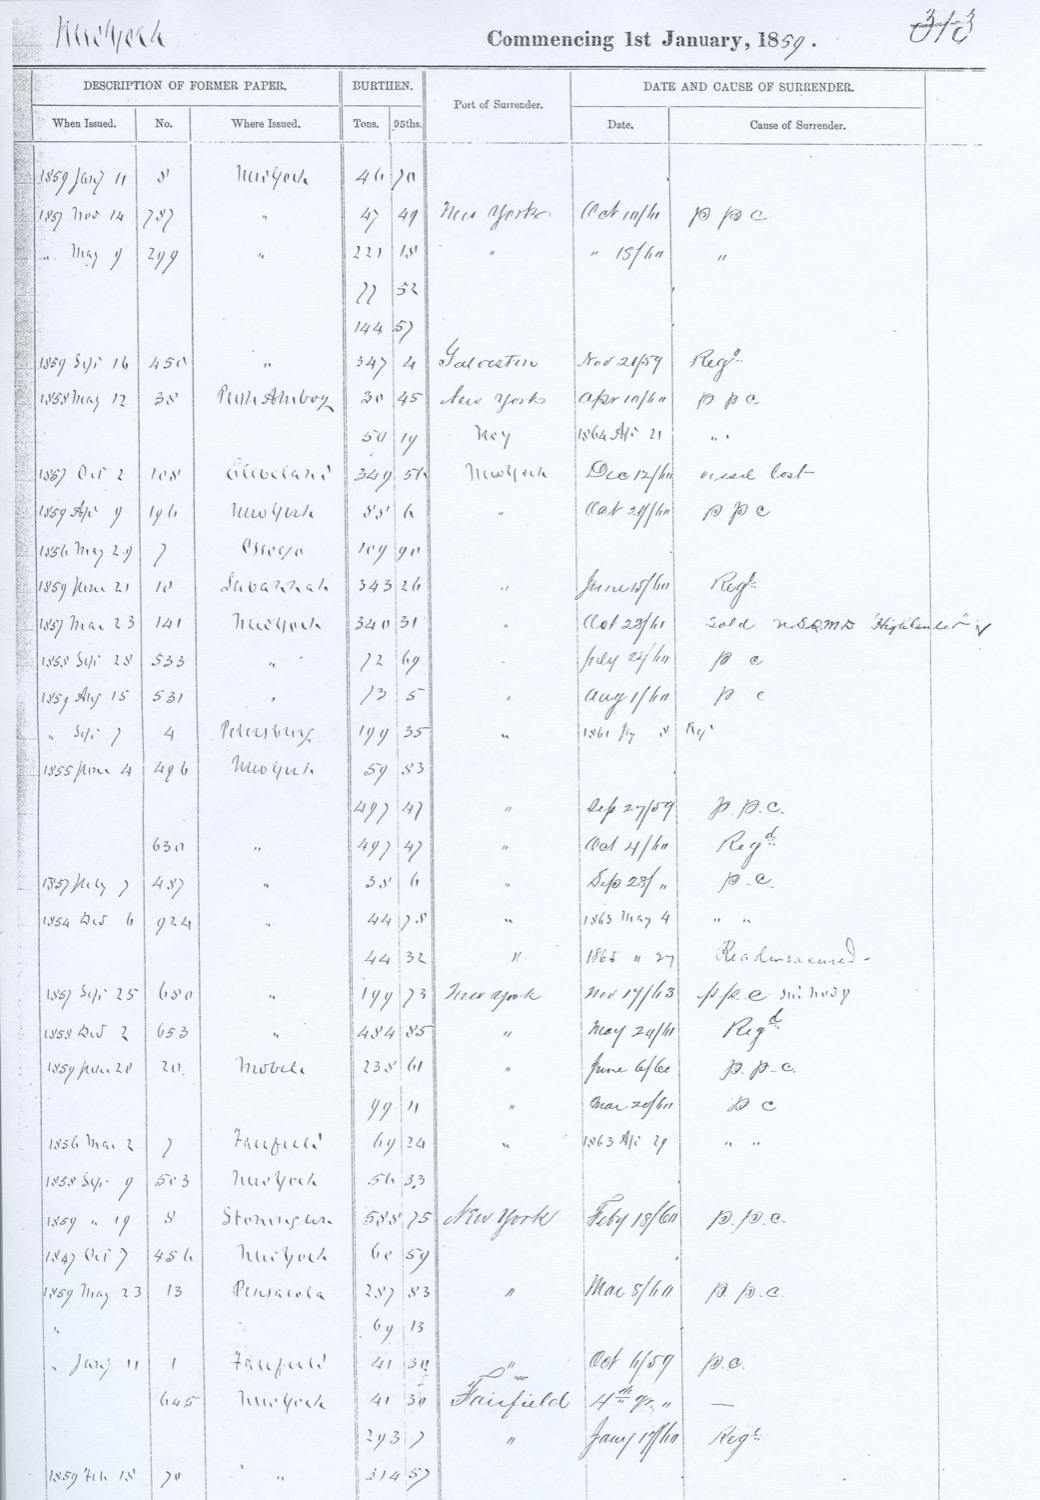 New York Commencing 1st January, 1859. 313
DESCRIPTION OF FORMER PAPER. BURTHEN. Port of Surrender. DATE AND CAUSE OF SURRENDER.
When Issued. No. Where Issued. Tons. 95ths. Date. Cause of Surrender.
1859 Jany 11 8 New York 46 70
1857 Nov 14 787 " 47 49 New York Oct 10/60 p p c
" May 9 299 " 221 18 " " 15/60 "
77 52
144 57
1859 Sep 16 450 " 347 4 Galveston Nov 21/59 Regd
1858 May 12 38 Perth Amboy 30 45 New York Apr 10/60 p p c
50 19 Key 1864 Apr 21 " "
1857 Oct 2 108 Cleveland 349 56 New York Dec 12/60 vessel lost
1859 Apr 9 196 New York 88 6 " Oct 29/60 p p c
1856 May 29 7 Oswego 109 90
1859 June 21 10 Savannah 343 26 " June 15/60 Regd
1857 Mar 23 141 New York 340 31 " Oct 28/61 Sold "Highlander"
1858 Sep 28 533 " 72 69 July 24/60 p c
1859 Aug 15 531 " 73 5 " Aug 1/60 p c
" Sep 7 4 Petersburg 199 35 " 1861 8 Regd
1855 June 4 496 New York 59 83
497 47 " Sep 27/59 p.p.c.
630 " 497 47 " Oct 4/60 Regd
1857 July 7 487 " 38 6 " Sep 28/ " p.c.
1854 Dec 6 924 " 44 78 " 1863 May 4 " "
44 32 " 1865 " 27 Readmeasured
1857 Sep 25 680 " 199 73 New York Nov 17/63 p.p.c
1858 Dec 2 653 " 484 85 " May 24/61 Regd
1859 June 20 20 Mobile 238 61 " June 6/60 p.p.c.
99 11 " Mar 20/60 p c
1856 Mar 2 7 Fairfield 69 24 " 1863 Apr 29 " "
1858 Sep 9 503 New York 56 33
1859 " 19 8 Stonington 588 75 New York Feby 18/60 p.p.c.
1847 Oct 7 456 New York 60 59
1859 May 23 13 Pensacola 287 83 " Mar 5/60 p.p.c.
" 69 13
" Jany 11 1 Fairfield 41 30 " Oct 6/59 p.c.
645 New York 41 30 Fairfield 4th qr. " —
293 7 " Jany 17/60 Regd
1859 Feb 18 70 " 314 57